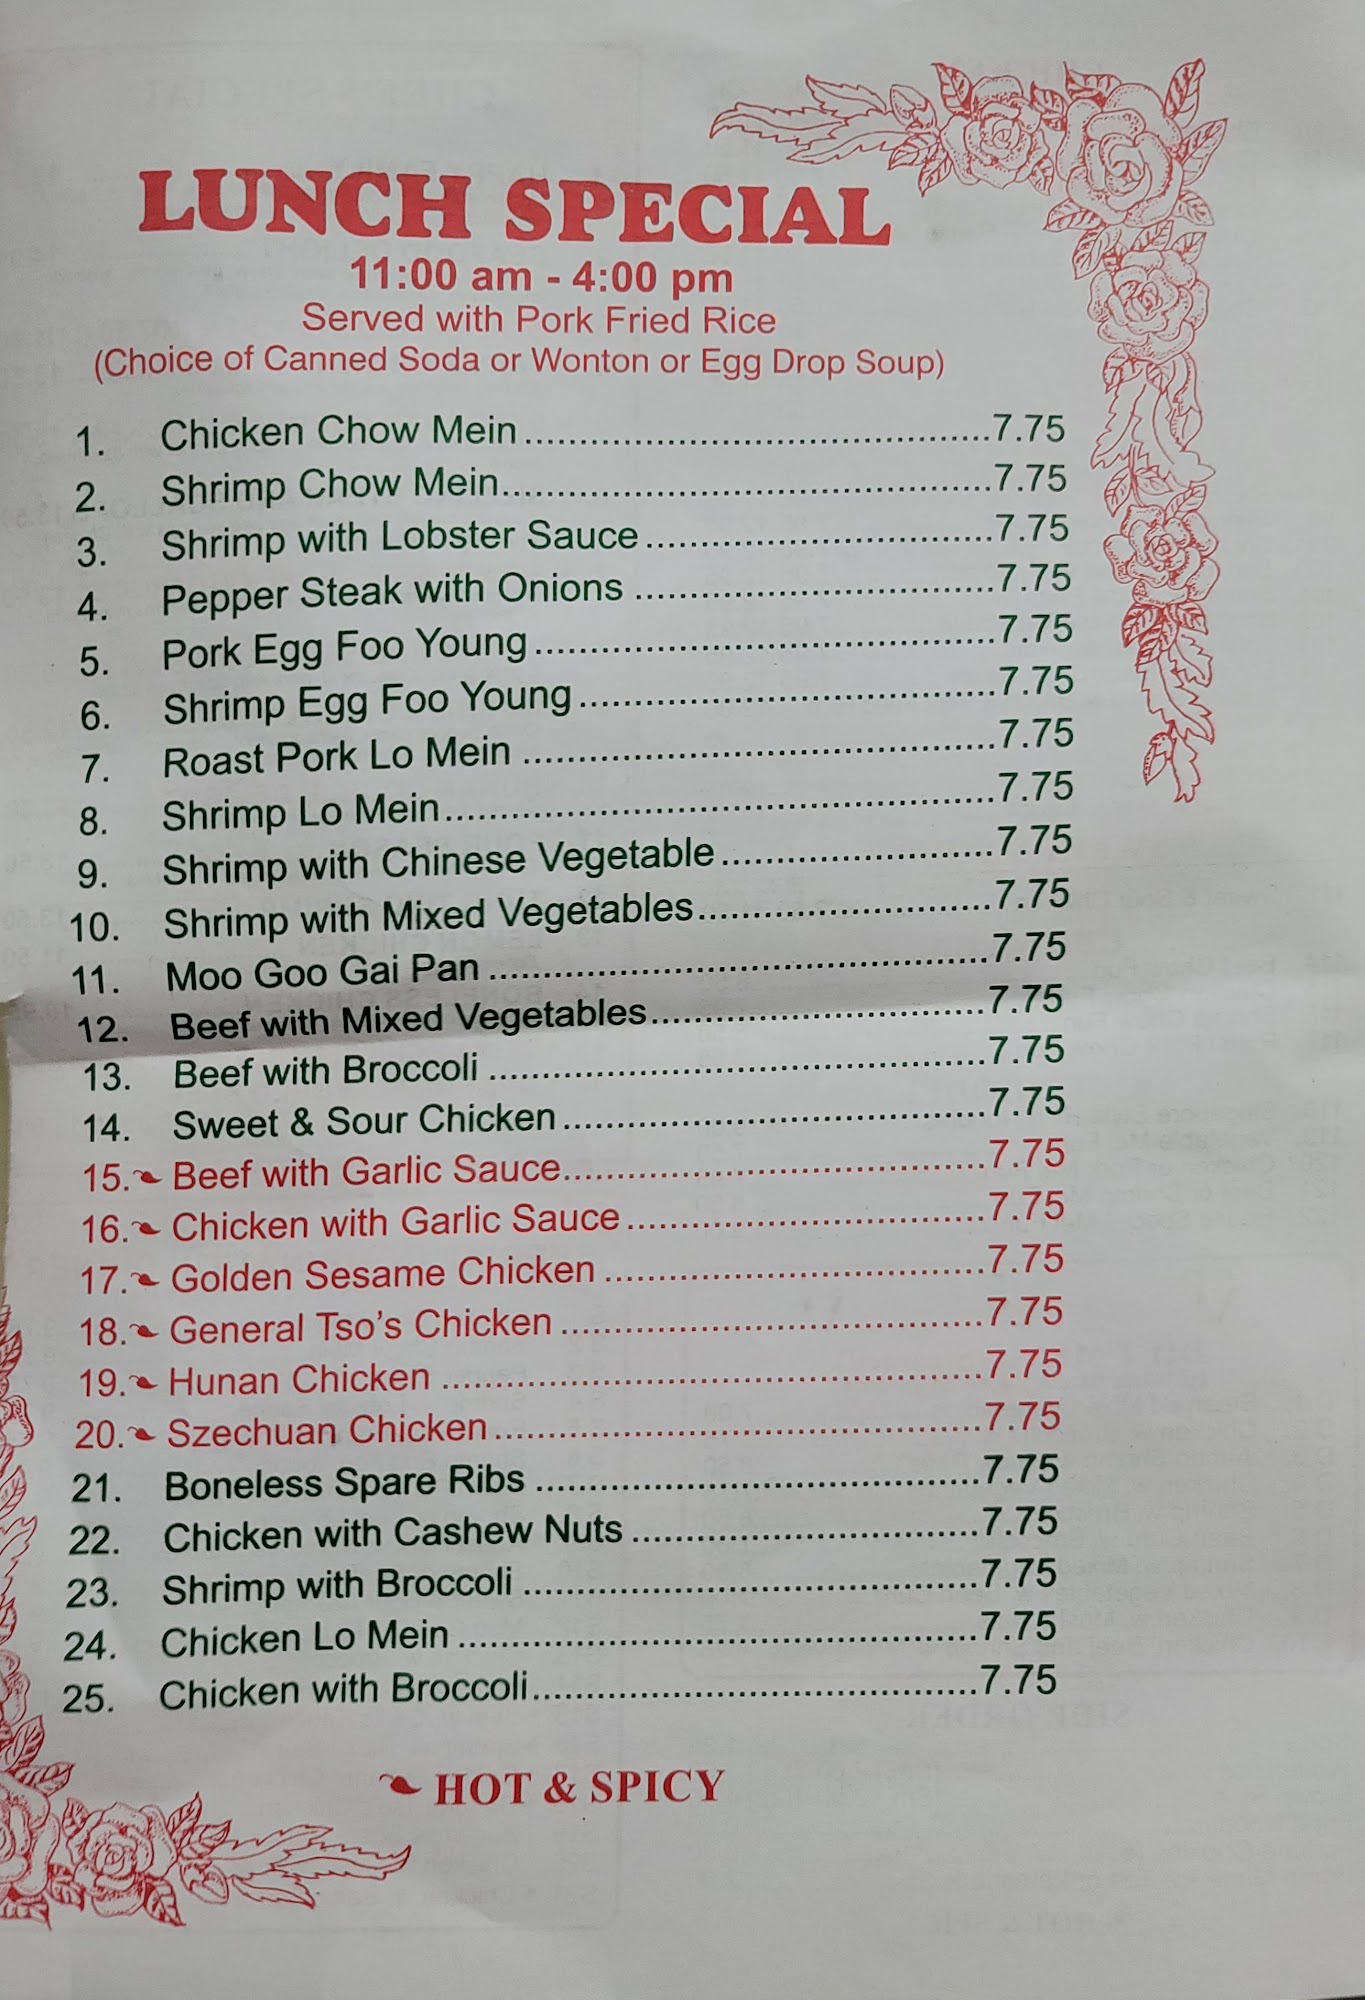 LUNCH SPECIAL
11:00 am - 4:00 pm
Served with Pork Fried Rice
(Choice of Canned Soda or Wonton or Egg Drop Soup)
1. Chicken Chow Mein 7.75
2. Shrimp Chow Mein 7.75
3. Shrimp with Lobster Sauce 7.75
4. Pepper Steak with Onions 7.75
5. Pork Egg Foo Young 7.75
6. Shrimp Egg Foo Young 7.75
7. Roast Pork Lo Mein 7.75
8. Shrimp Lo Mein 7.75
9. Shrimp with Chinese Vegetable 7.75
10. Shrimp with Mixed Vegetables 7.75
11. Moo Goo Gai Pan 7.75
12. Beef with Mixed Vegetables 7.75
13. Beef with Broccoli 7.75
14. Sweet & Sour Chicken 7.75
15. Beef with Garlic Sauce 7.75
16. Chicken with Garlic Sauce 7.75
17. Golden Sesame Chicken 7.75
18. General Tso's Chicken 7.75
19. Hunan Chicken 7.75
20. Szechuan Chicken 7.75
21. Boneless Spare Ribs 7.75
22. Chicken with Cashew Nuts 7.75
23. Shrimp with Broccoli 7.75
24. Chicken Lo Mein 7.75
25. Chicken with Broccoli 7.75
HOT & SPICY